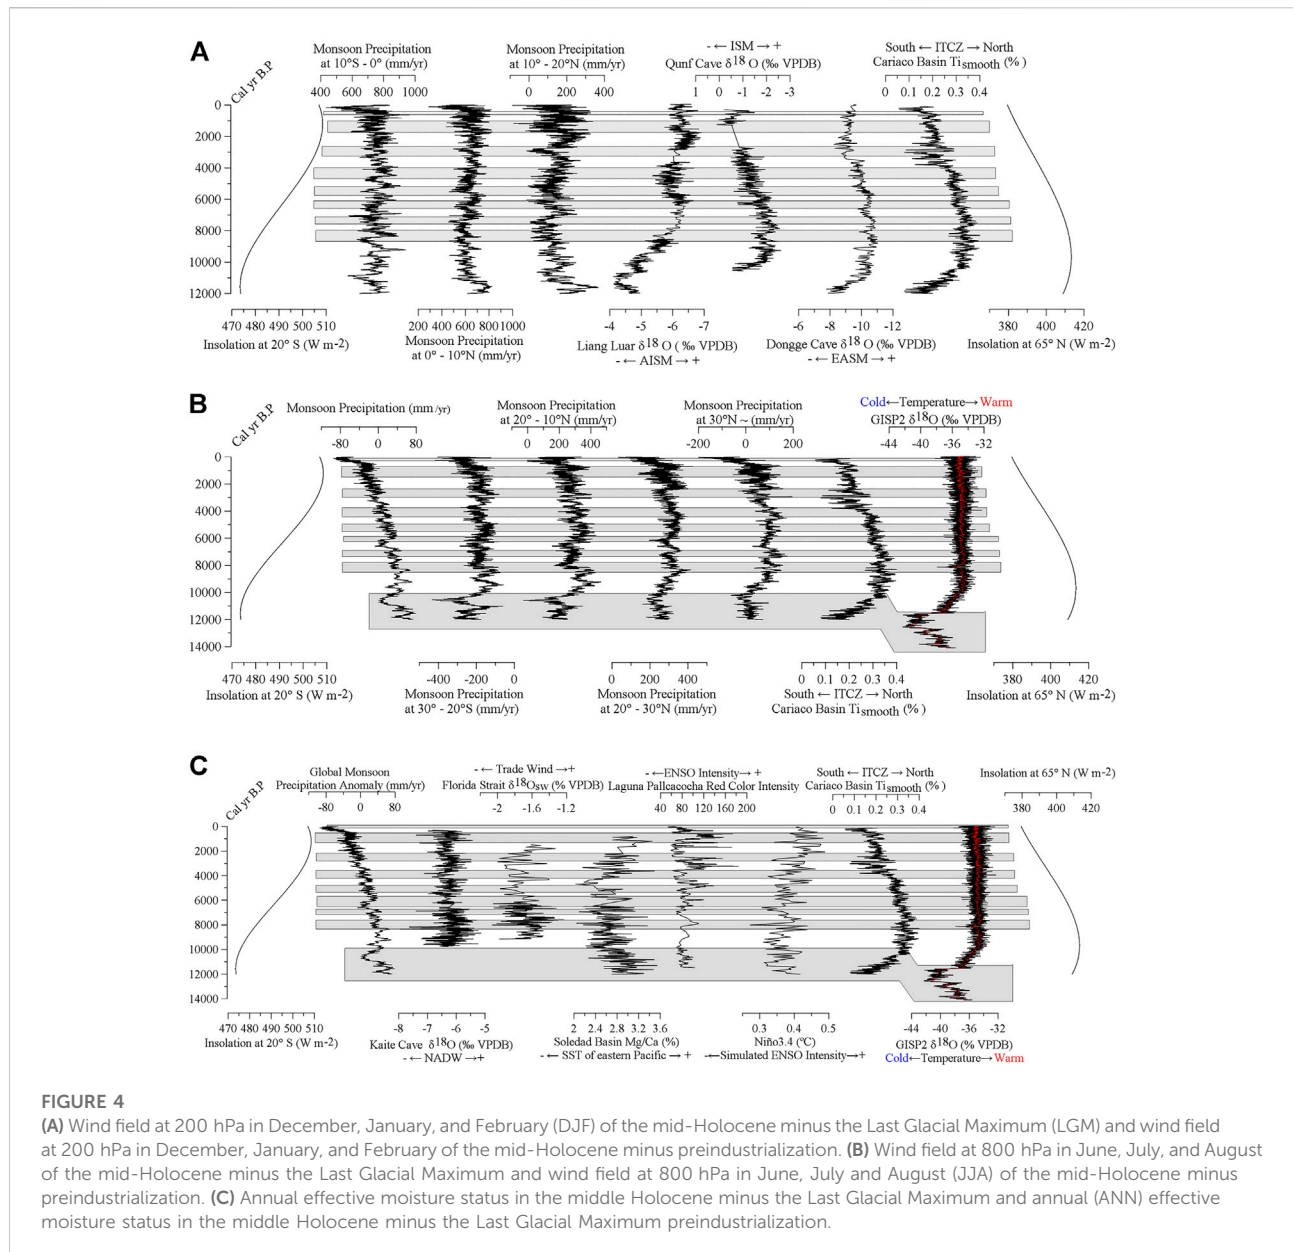 A
Monsoon Precipitation
at 10°S - 0° (mm/yr)
400 600 800 1000
Monsoon Precipitation
at 10° - 20°N (mm/yr)
0 200 400
- ← ISM → +
Qunf Cave δ18 O (‰ VPDB)
1 0 -1 -2 -3
South ← ITCZ → North
Cariaco Basin Tismooth (%)
0 0.1 0.2 0.3 0.4
Cal yr B.P
0
2000
4000
6000
8000
10000
12000
470 480 490 500 510
Insolation at 20° S (W m-2)
200 400 600 800 1000
Monsoon Precipitation
at 0° - 10°N (mm/yr)
-4 -5 -6 -7
Liang Luar δ18 O (‰ VPDB)
- ← AISM → +
-6 -8 -10 -12
Dongge Cave δ18 O (‰ VPDB)
- ← EASM → +
380 400 420
Insolation at 65° N (W m-2)
B
Monsoon Precipitation (mm/yr)
-80 0 80
Monsoon Precipitation
at 20° - 10°N (mm/yr)
0 200 400
Monsoon Precipitation
at 30°N ~ (mm/yr)
-200 0 200
Cold←Temperature→Warm
GISP2 δ18O (‰ VPDB)
-44 -40 -36 -32
Cal yr B.P
0
2000
4000
6000
8000
10000
12000
14000
470 480 490 500 510
Insolation at 20° S (W m-2)
-400 -200 0
Monsoon Precipitation
at 30° - 20°S (mm/yr)
0 200 400
Monsoon Precipitation
at 20° - 30°N (mm/yr)
0 0.1 0.2 0.3 0.4
South ← ITCZ → North
Cariaco Basin Tismooth (%)
380 400 420
Insolation at 65° N (W m-2)
C
Global Monsoon
Precipitation Anomaly (mm/yr)
-80 0 80
- ← Trade Wind → +
Florida Strait δ18Osw (% VPDB)
-2 -1.6 -1.2
- ←ENSO Intensity→ +
Laguna Pallcacocha Red Color Intensity
40 80 120 160 200
South ← ITCZ → North
Cariaco Basin Tismooth (%)
0 0.1 0.2 0.3 0.4
Insolation at 65° N (W m-2)
380 400 420
Cal yr B.P
0
2000
4000
6000
8000
10000
12000
14000
470 480 490 500 510
Insolation at 20° S (W m-2)
-8 -7 -6 -5
Kaite Cave δ18O (‰ VPDB)
- ← NADW → +
2 2.4 2.8 3.2 3.6
Soledad Basin Mg/Ca (%)
- ← SST of eastern Pacific → +
0.3 0.4 0.5
Niño3.4 (°C)
-←Simulated ENSO Intensity→+
-44 -40 -36 -32
GISP2 δ18O (% VPDB)
Cold←Temperature→Warm
FIGURE 4
(A) Wind field at 200 hPa in December, January, and February (DJF) of the mid-Holocene minus the Last Glacial Maximum (LGM) and wind field
at 200 hPa in December, January, and February of the mid-Holocene minus preindustrialization. (B) Wind field at 800 hPa in June, July, and August
of the mid-Holocene minus the Last Glacial Maximum and wind field at 800 hPa in June, July and August (JJA) of the mid-Holocene minus
preindustrialization. (C) Annual effective moisture status in the middle Holocene minus the Last Glacial Maximum and annual (ANN) effective
moisture status in the middle Holocene minus the Last Glacial Maximum preindustrialization.